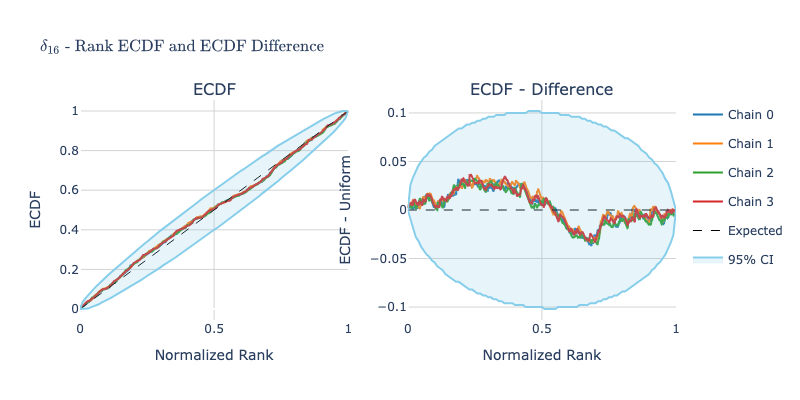 δ₁₆ - Rank ECDF and ECDF Difference
ECDF
ECDF - Difference
1
0.8
0.6
0.4
0.2
0
ECDF
0
0.5
1
Normalized Rank
0.1
0.05
0
−0.05
−0.1
ECDF - Uniform
0
0.5
1
Normalized Rank
Chain 0
Chain 1
Chain 2
Chain 3
Expected
95% CI